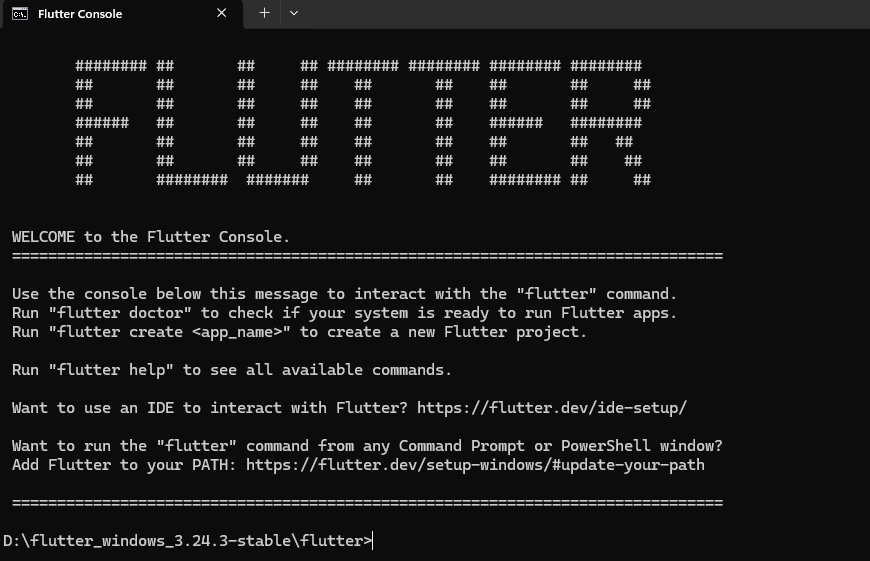 Flutter Console
######## ##       ##     ## ######## ######## ######## ########
##       ##       ##     ##    ##       ##    ##       ##     ##
##       ##       ##     ##    ##       ##    ##       ##     ##
######   ##       ##     ##    ##       ##    ######   ########
##       ##       ##     ##    ##       ##    ##       ##   ##
##       ##       ##     ##    ##       ##    ##       ##    ##
##       ########  #######     ##       ##    ######## ##     ##
WELCOME to the Flutter Console.
===============================================================================
Use the console below this message to interact with the "flutter" command.
Run "flutter doctor" to check if your system is ready to run Flutter apps.
Run "flutter create <app_name>" to create a new Flutter project.
Run "flutter help" to see all available commands.
Want to use an IDE to interact with Flutter? https://flutter.dev/ide-setup/
Want to run the "flutter" command from any Command Prompt or PowerShell window?
Add Flutter to your PATH: https://flutter.dev/setup-windows/#update-your-path
===============================================================================
D:\flutter_windows_3.24.3-stable\flutter>